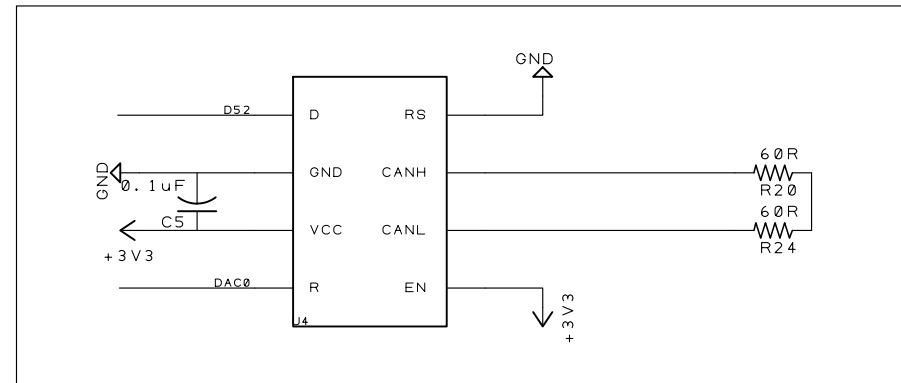 GND
D52
D
RS
60R
GND
GND
CANH
0.1uF
R20
60R
C5
VCC
CANL
+3V3
R24
DAC0
R
EN
+3V3
U4